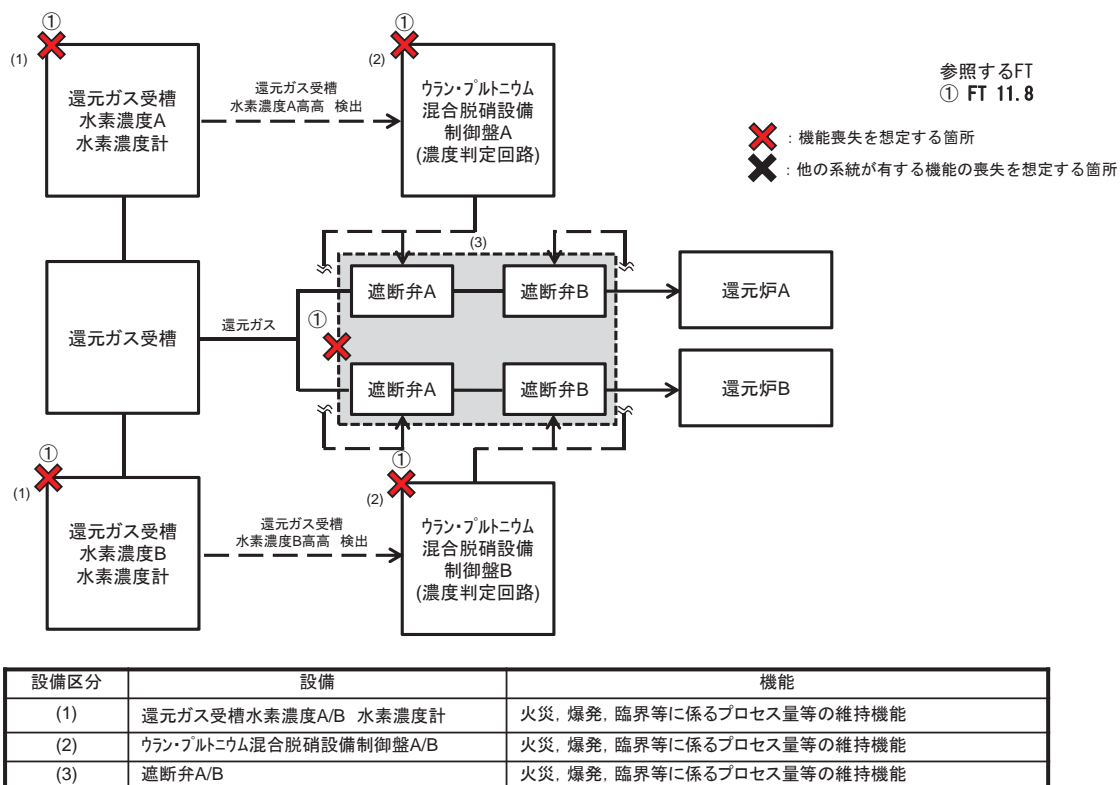 ①
(1)
還元ガス受槽
水素濃度A
水素濃度計
還元ガス受槽
水素濃度A高高 検出
①
(2)
ウラン・プルトニウム
混合脱硝設備
制御盤A
(濃度判定回路)
参照するFT
① FT 11.8
：機能喪失を想定する箇所
：他の系統が有する機能の喪失を想定する箇所
(3)
遮断弁A
遮断弁B
還元炉A
還元ガス受槽
還元ガス
①
遮断弁A
遮断弁B
還元炉B
①
(1)
還元ガス受槽
水素濃度B
水素濃度計
還元ガス受槽
水素濃度B高高 検出
①
(2)
ウラン・プルトニウム
混合脱硝設備
制御盤B
(濃度判定回路)
設備区分 設備 機能
(1) 還元ガス受槽水素濃度A/B 水素濃度計 火災，爆発，臨界等に係るプロセス量等の維持機能
(2) ウラン・プルトニウム混合脱硝設備制御盤A/B 火災，爆発，臨界等に係るプロセス量等の維持機能
(3) 遮断弁A/B 火災，爆発，臨界等に係るプロセス量等の維持機能